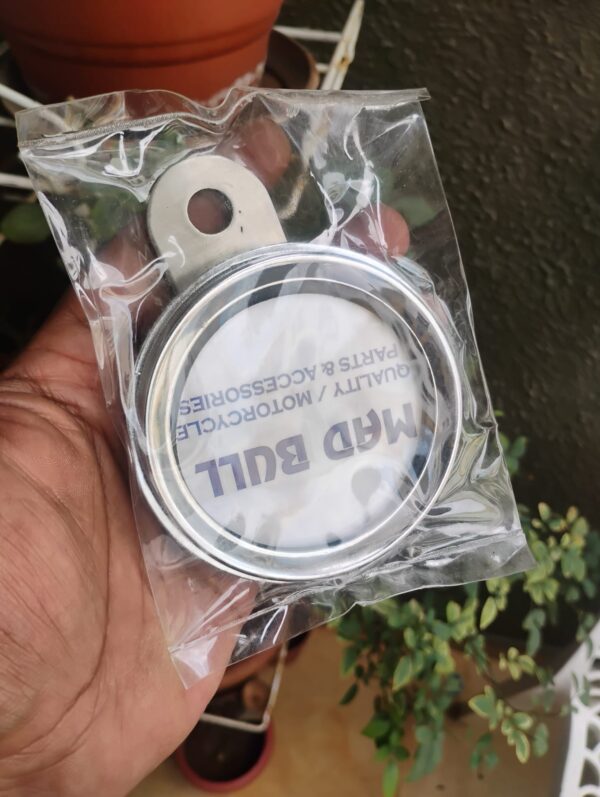 MAD BULL
QUALITY / MOTORCYCLE
PARTS & ACCESSORIES